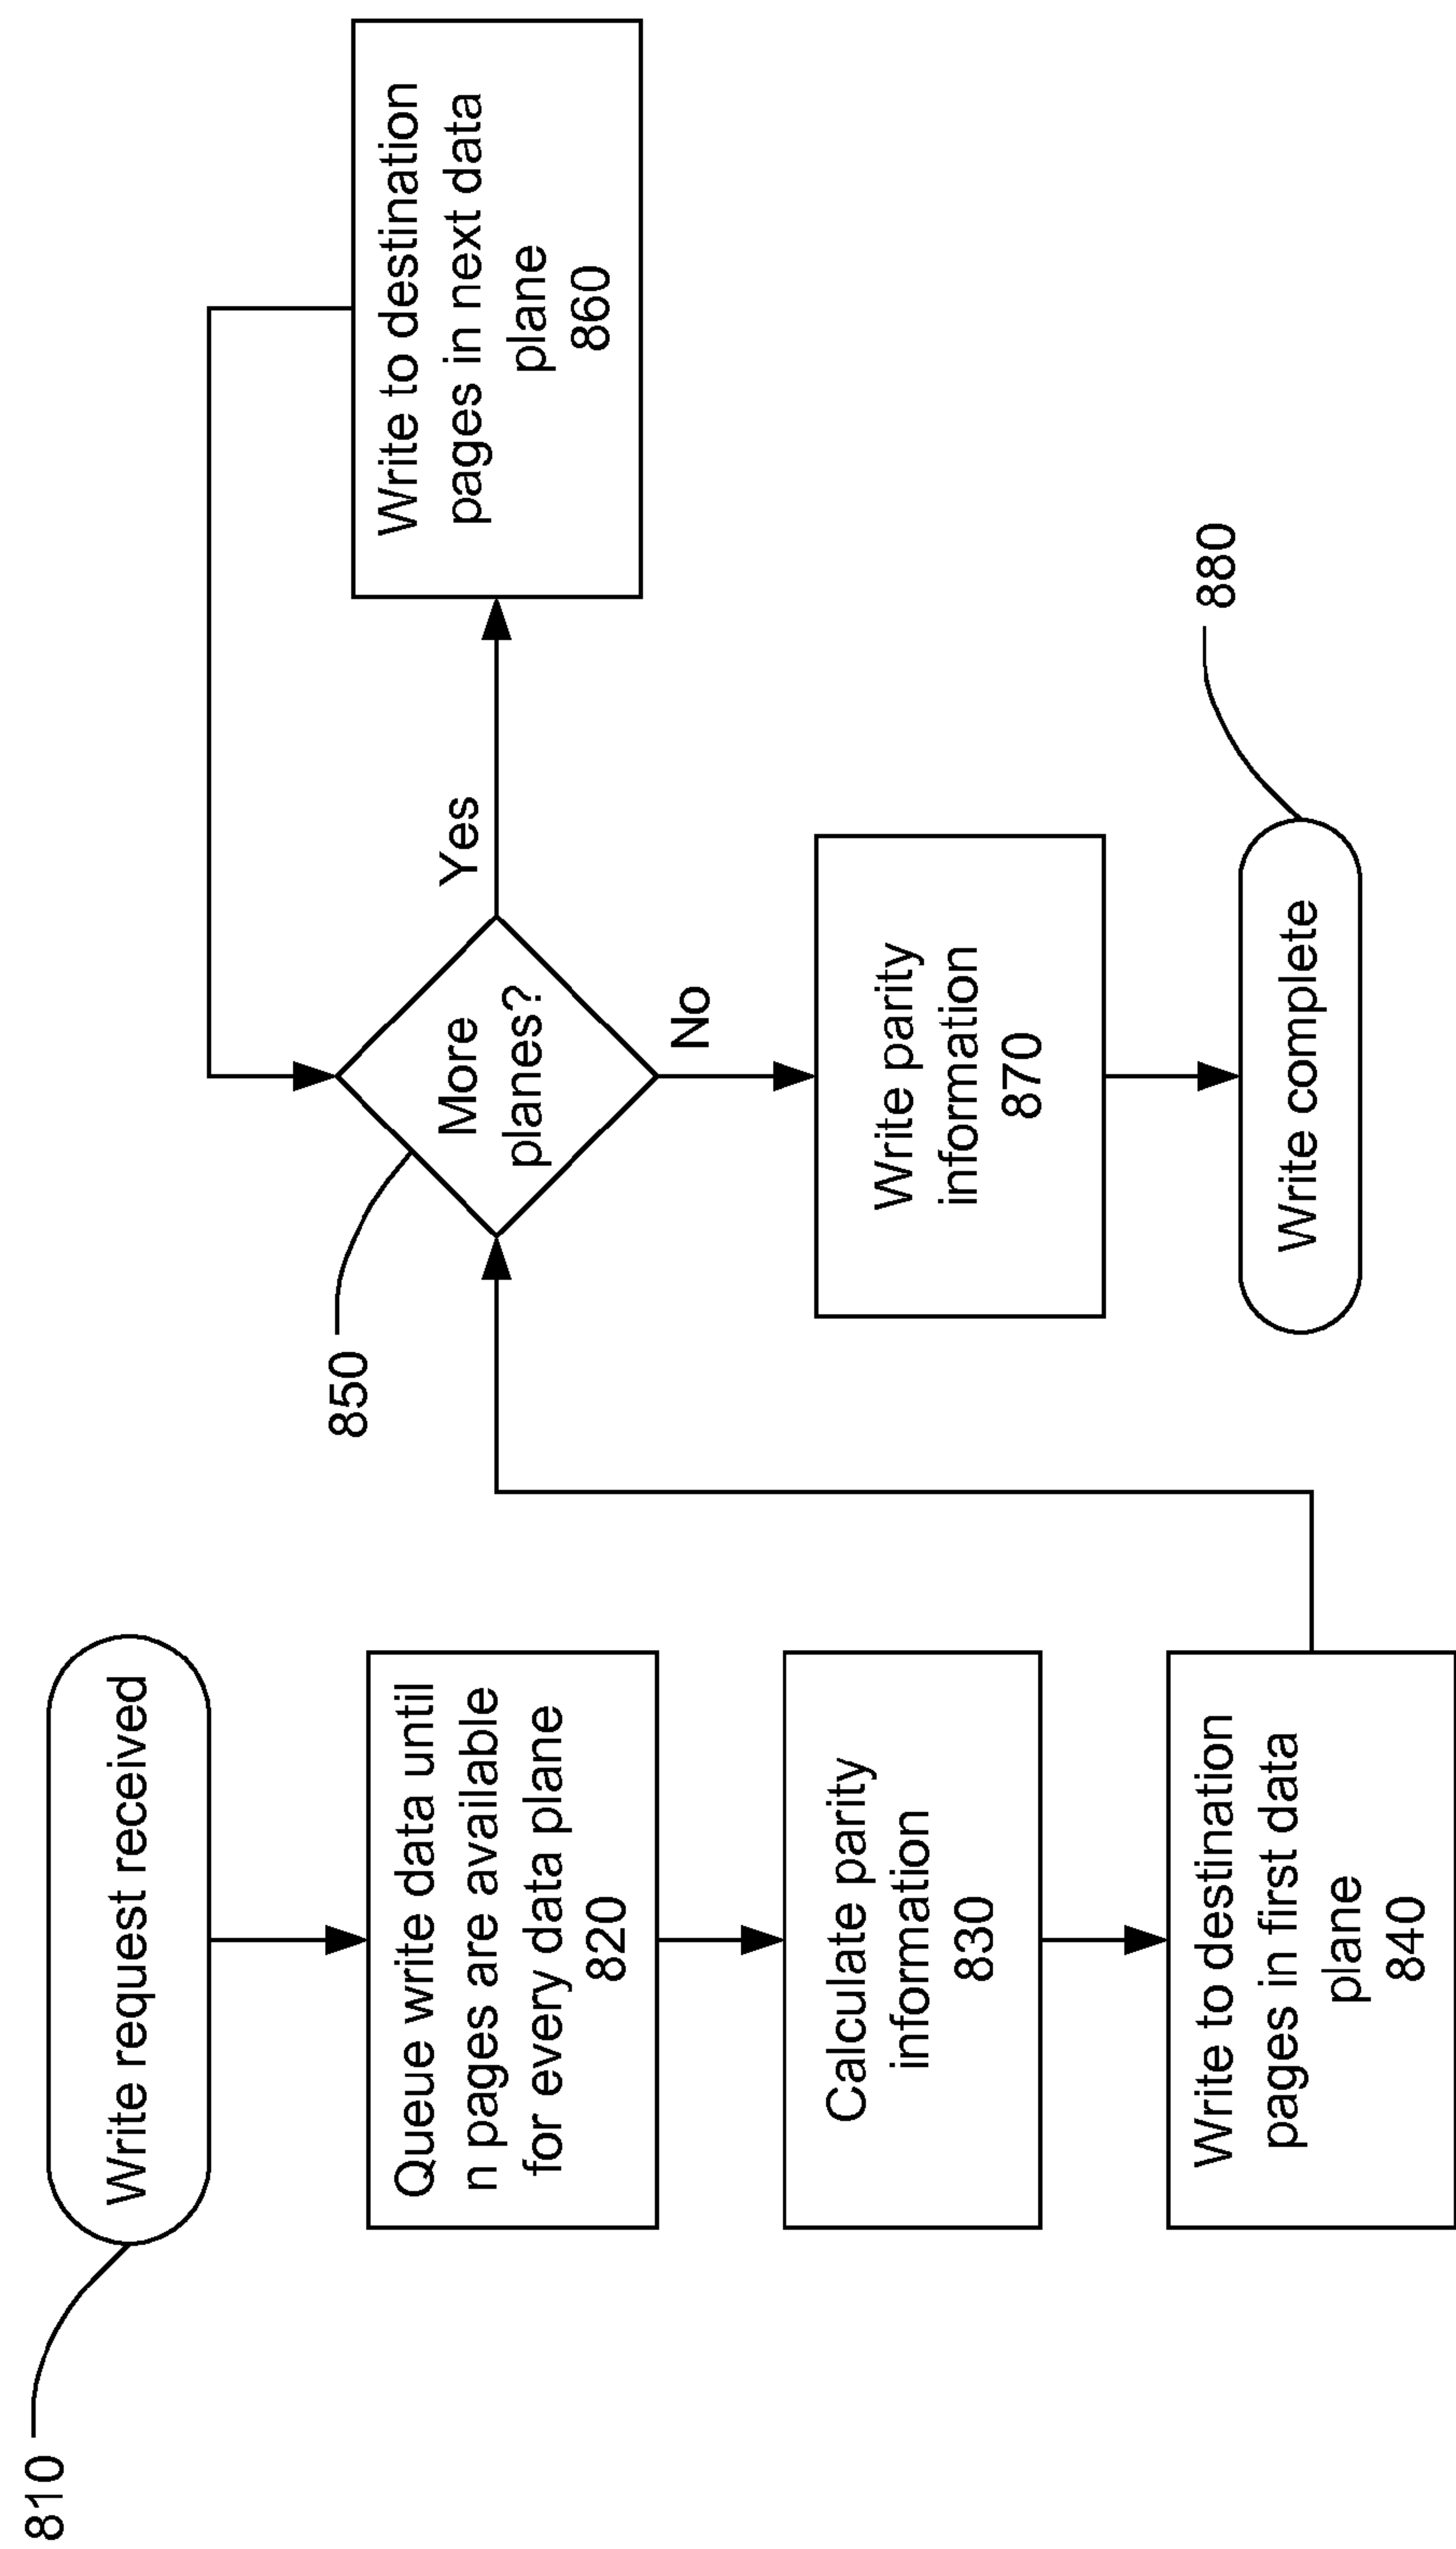 810
Write request received
Queue write data until
n pages are available
for every data plane
820
Calculate parity
information
830
Write to destination
pages in first data
plane
840
850
More
planes?
Yes
No
Write to destination
pages in next data
plane
860
Write parity
information
870
Write complete
880